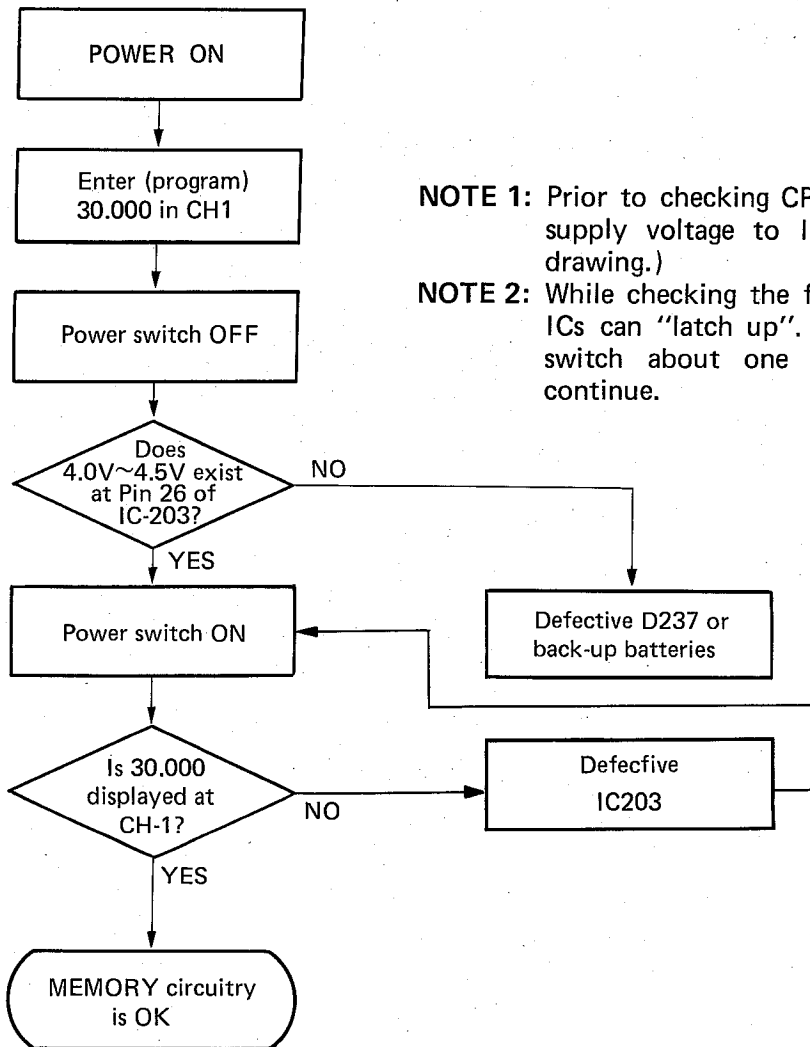 POWER ON
Enter (program)
30.000 in CH1
NOTE 1: Prior to checking CP
supply voltage to I
drawing.)
NOTE 2: While checking the f
ICs can "latch up".
switch about one
continue.
Power switch OFF
Does
4.0V~4.5V exist
at Pin 26 of
IC-203?
NO
YES
Power switch ON
Defective D237 or
back-up batteries
Is 30.000
displayed at
CH-1?
NO
Defecfive
IC203
YES
MEMORY circuitry
is OK